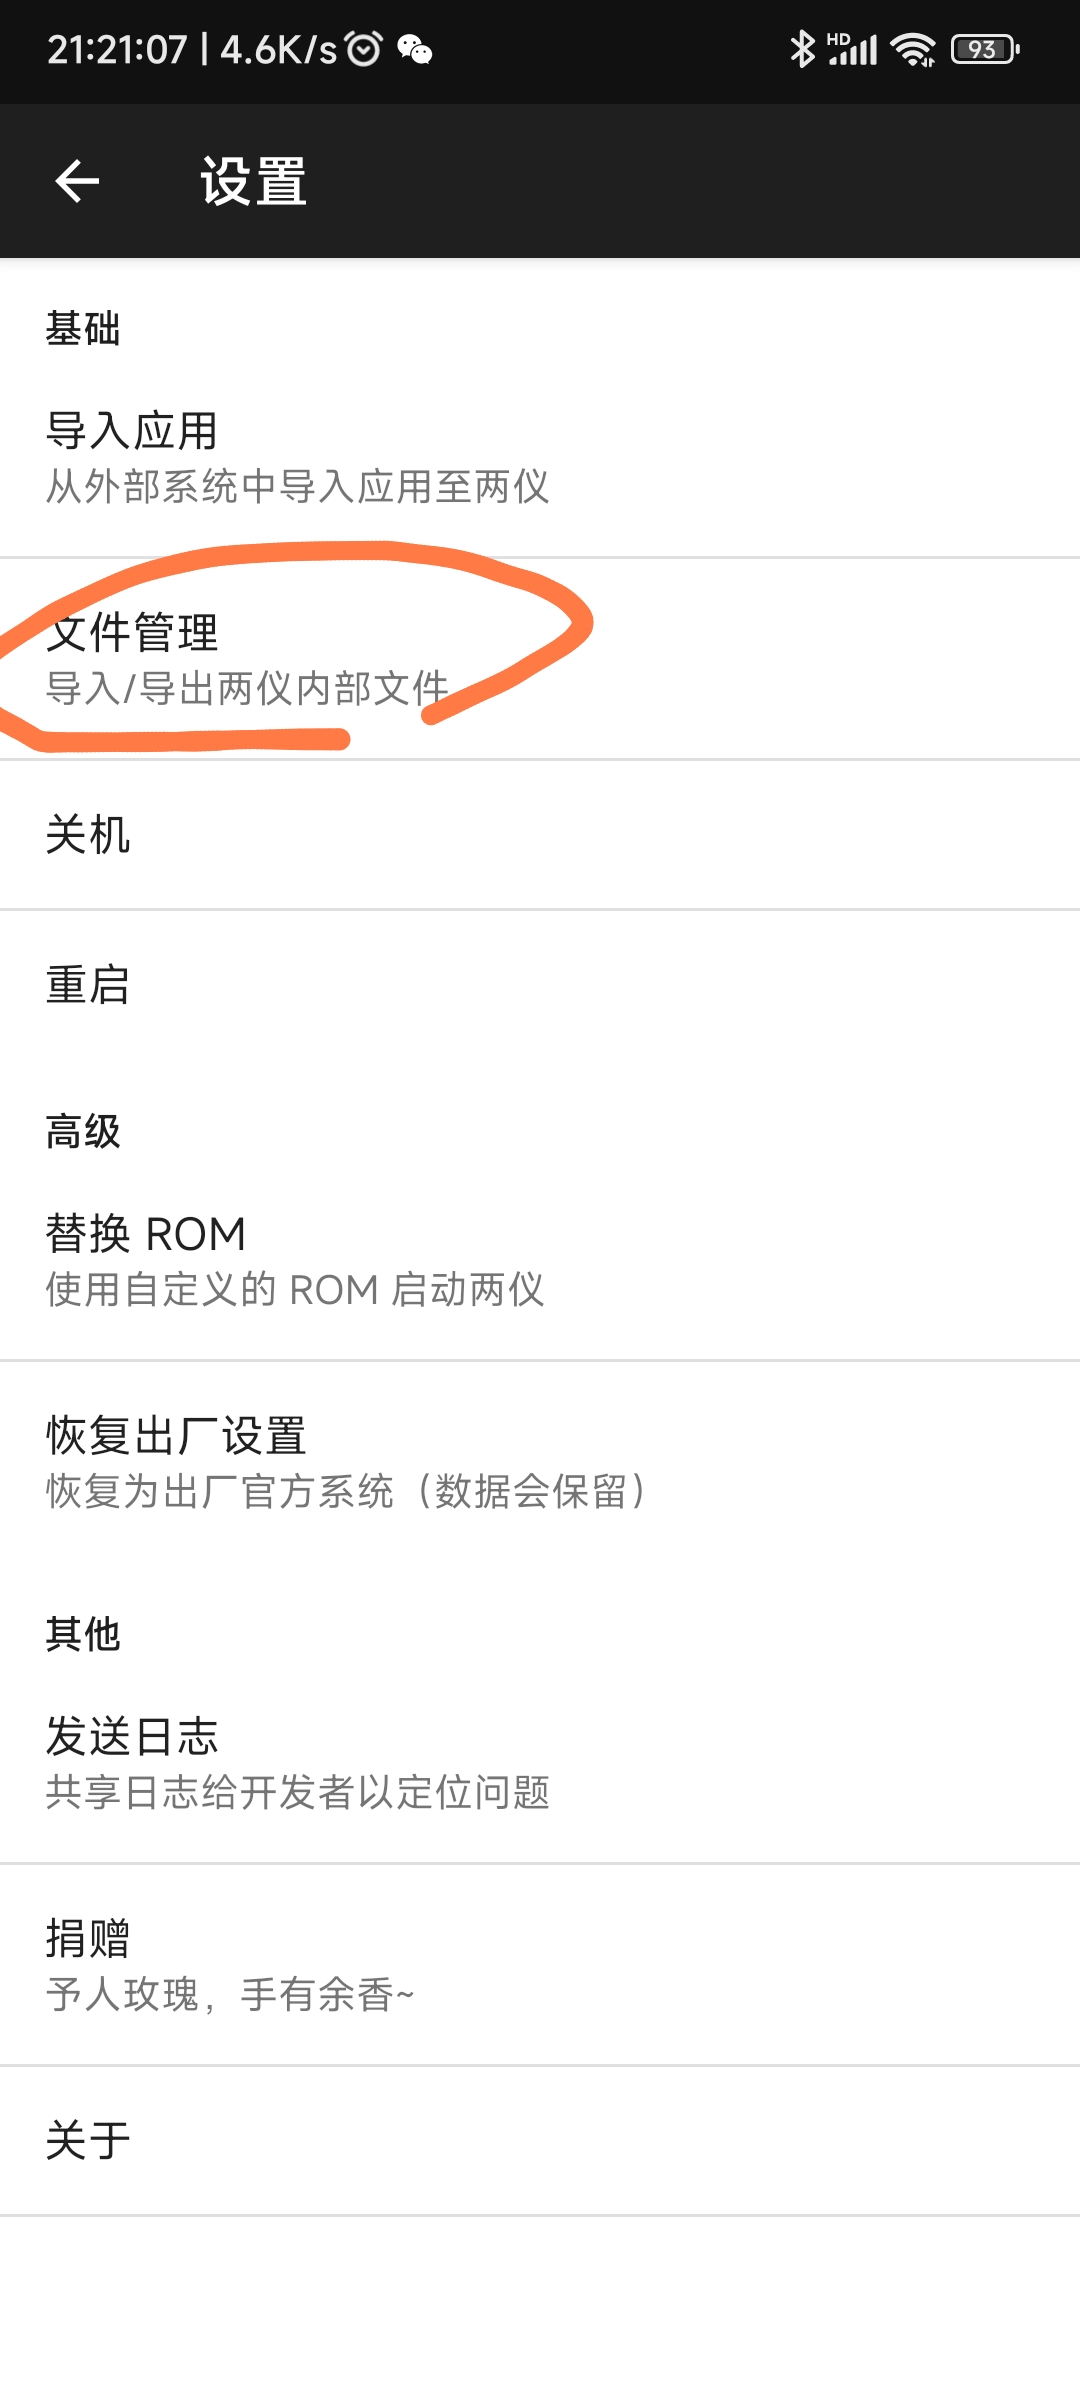 21:21:07 | 4.6K/s
HD
93
设置
基础
导入应用
从外部系统中导入应用至两仪
文件管理
导入/导出两仪内部文件
关机
重启
高级
替换 ROM
使用自定义的 ROM 启动两仪
恢复出厂设置
恢复为出厂官方系统（数据会保留）
其他
发送日志
共享日志给开发者以定位问题
捐赠
予人玫瑰，手有余香~
关于